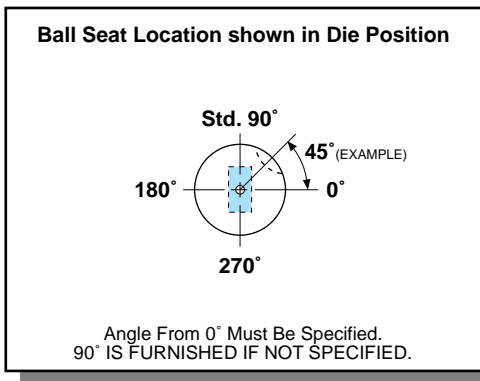 Ball Seat Location shown in Die Position
Std. 90˚
45˚(EXAMPLE)
180˚
0˚
270˚
Angle From 0˚ Must Be Specified.
90˚ IS FURNISHED IF NOT SPECIFIED.